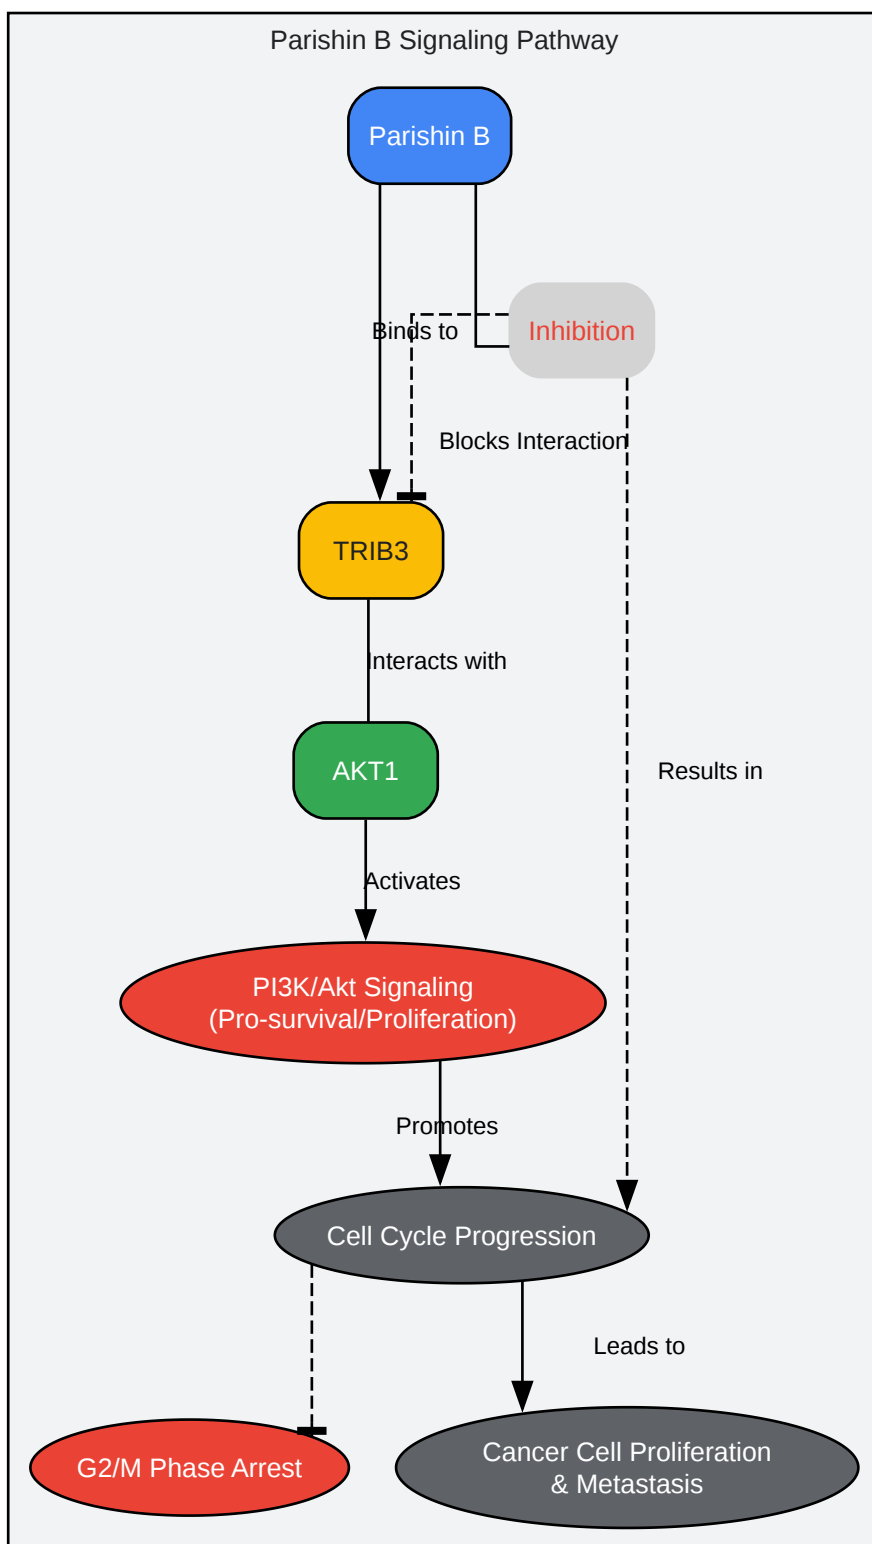 Parishin B Signaling Pathway
Parishin B
Binds to
Inhibition
Blocks Interaction
TRIB3
Interacts with
AKT1
Results in
Activates
PI3K/Akt Signaling
(Pro-survival/Proliferation)
Promotes
Cell Cycle Progression
Leads to
G2/M Phase Arrest
Cancer Cell Proliferation
& Metastasis